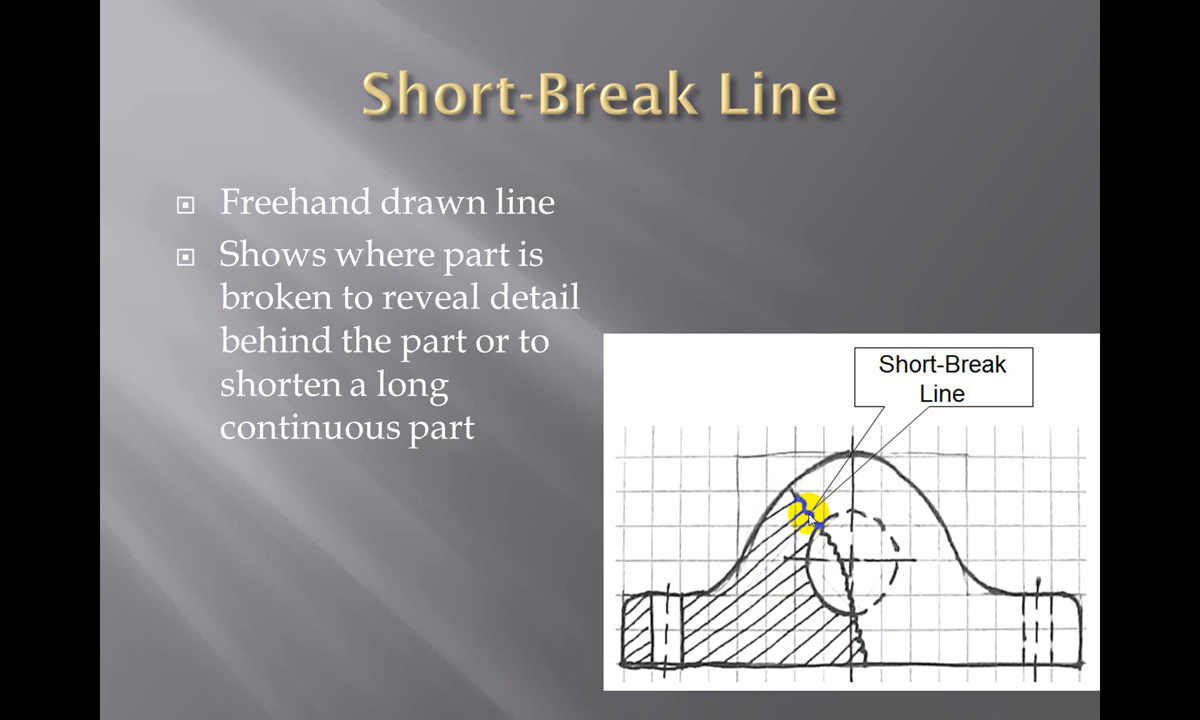 Short-Break Line
Freehand drawn line
Shows where part is
broken to reveal detail
behind the part or to
shorten a long
continuous part
Short-Break
Line